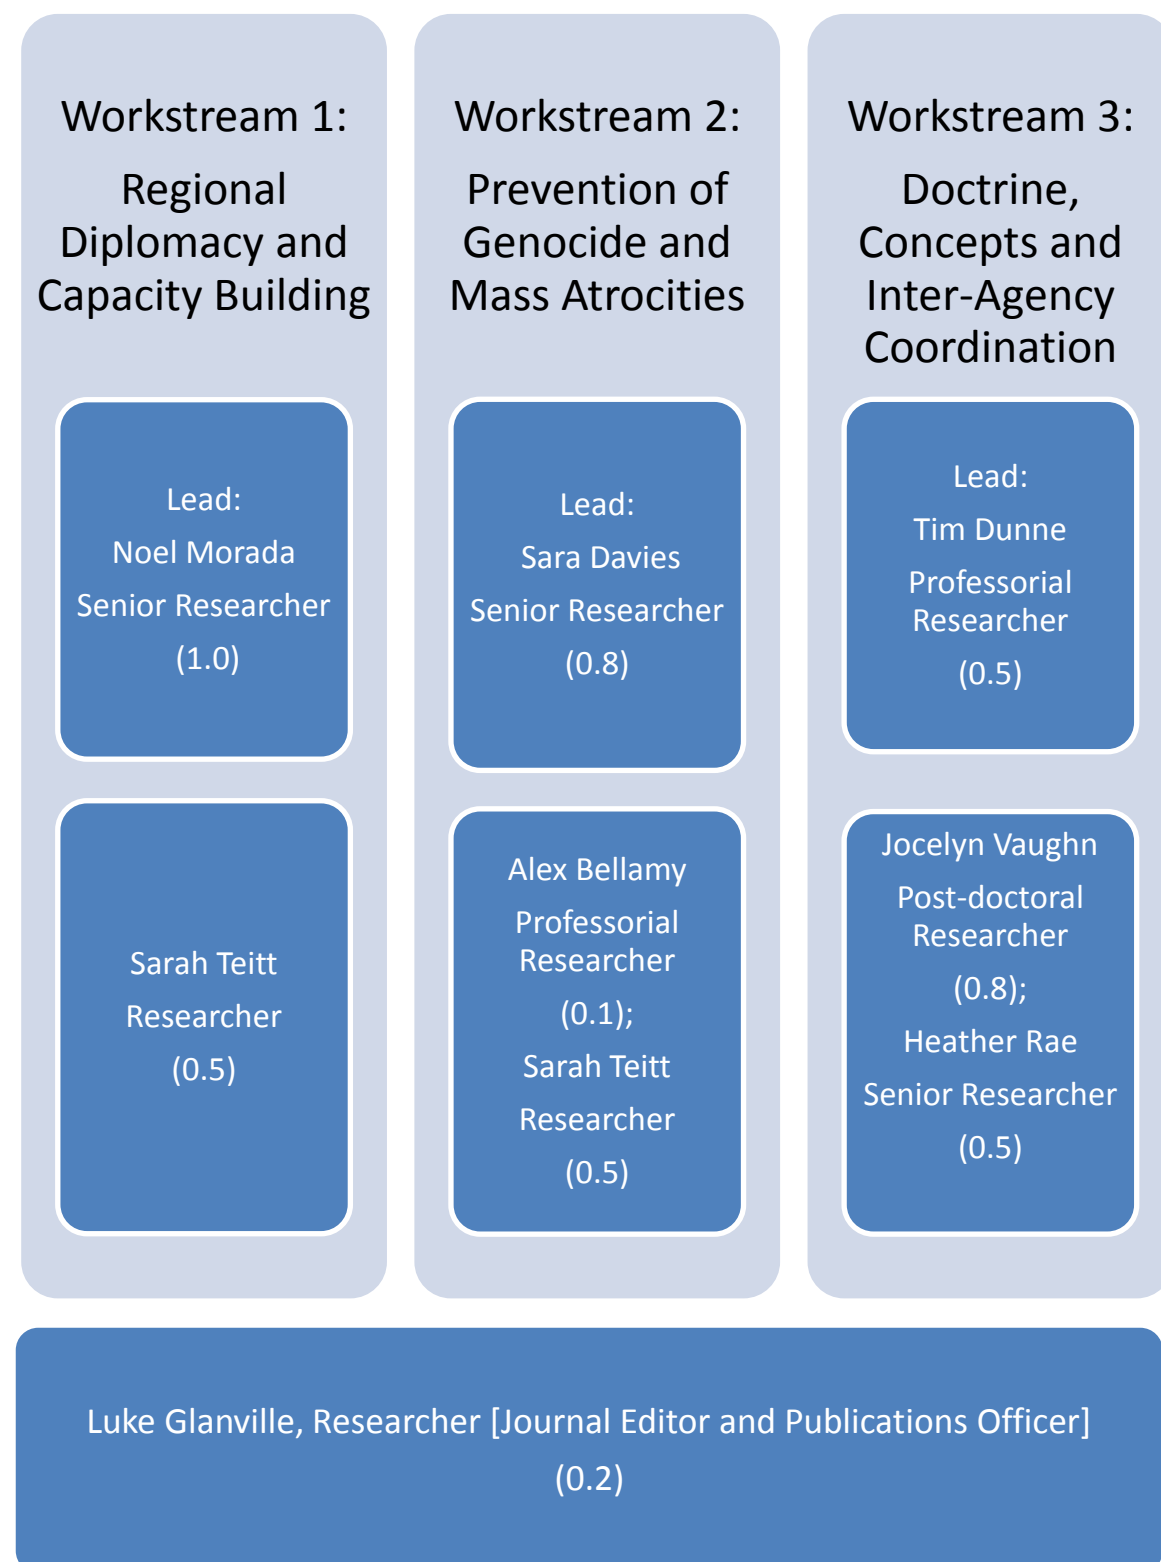 Workstream 1:
Regional
Diplomacy and
Capacity Building
Lead:
Noel Morada
Senior Researcher
(1.0)
Sarah Teitt
Researcher
(0.5)
Workstream 2:
Prevention of
Genocide and
Mass Atrocities
Lead:
Sara Davies
Senior Researcher
(0.8)
Alex Bellamy
Professorial
Researcher
(0.1);
Sarah Teitt
Researcher
(0.5)
Workstream 3:
Doctrine,
Concepts and
Inter-Agency
Coordination
Lead:
Tim Dunne
Professorial
Researcher
(0.5)
Jocelyn Vaughn
Post-doctoral
Researcher
(0.8);
Heather Rae
Senior Researcher
(0.5)
Luke Glanville, Researcher [Journal Editor and Publications Officer]
(0.2)